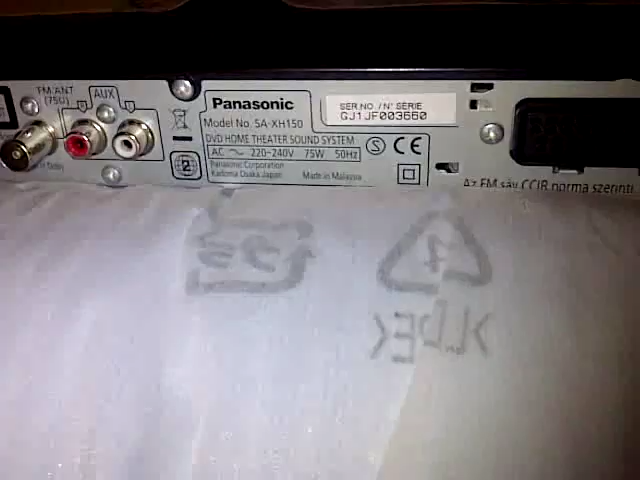 FM ANT
(75Ω)
AUX
R
L
Panasonic
Model No. SA-XH150
DVD HOME THEATER SOUND SYSTEM
AC ~ 220-240V 75W 50Hz
Panasonic Corporation
Kadoma Osaka Japan
Made in Malaysia
2
SER.NO. / N° SÉRIE
GJ1JF003660
S CE
Az FM sáv CCIR norma szerinti